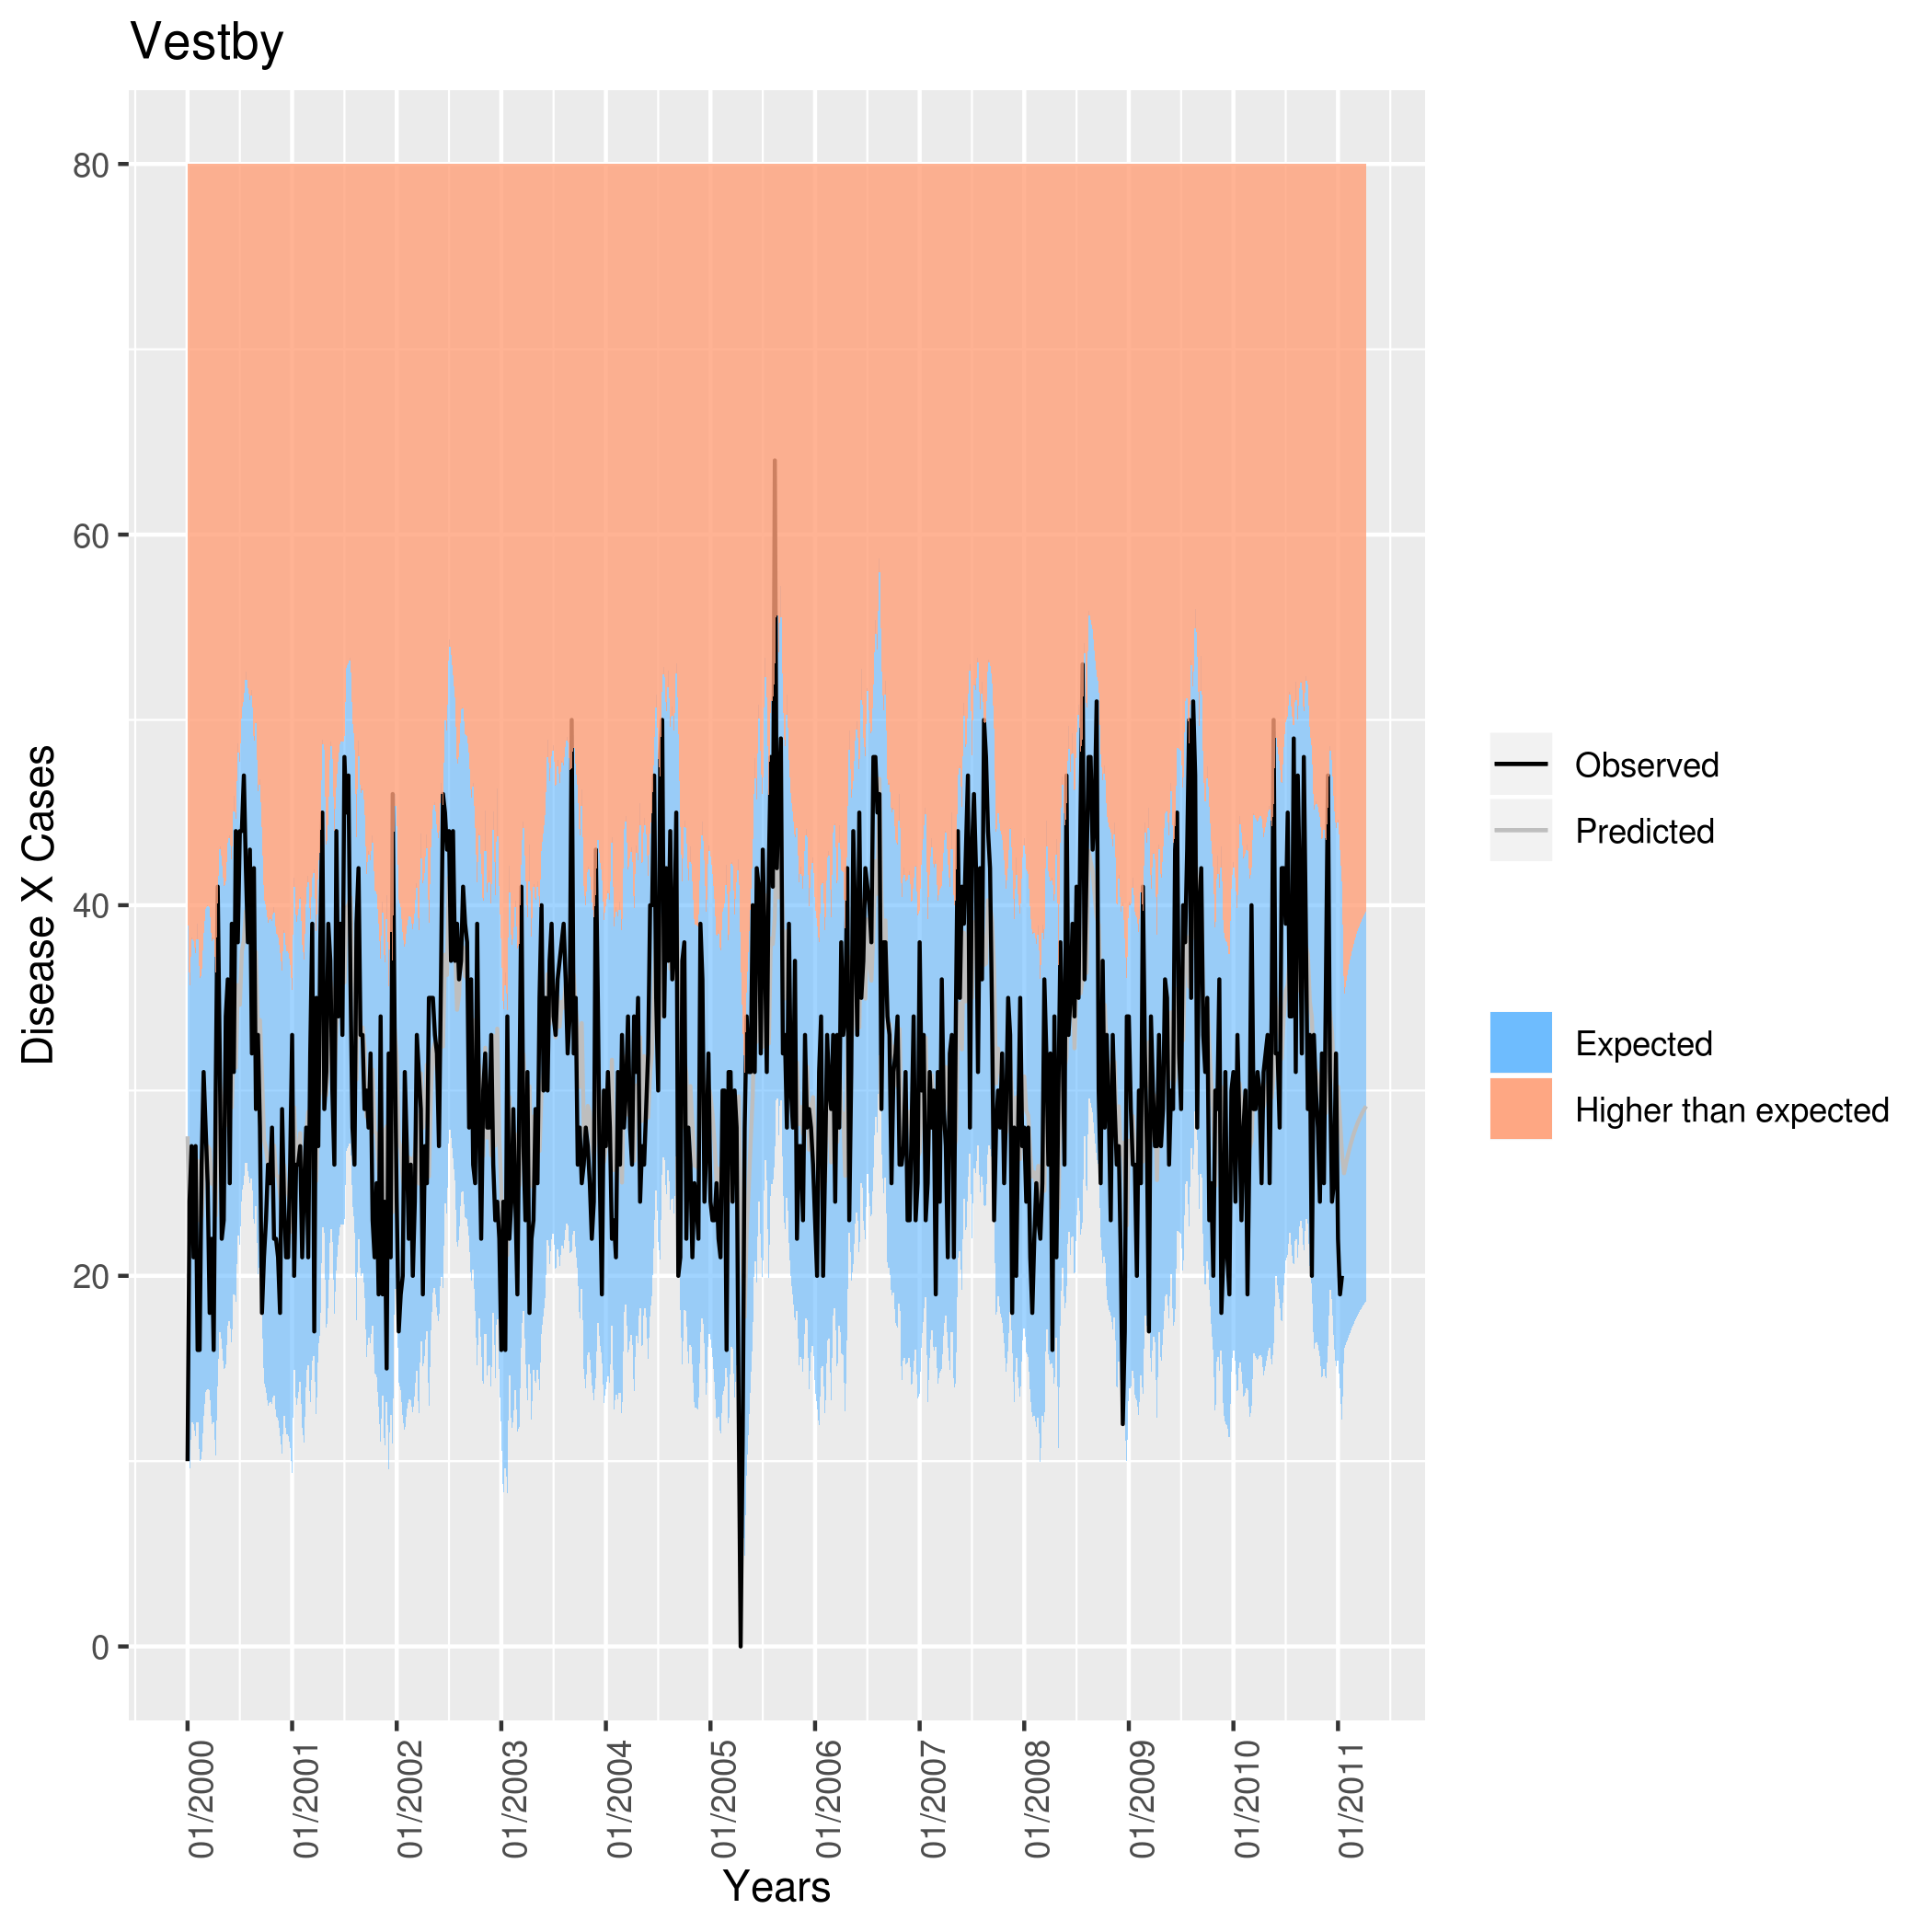 Vestby
Disease X Cases
80
60
40
20
0
01/2000
01/2001
01/2002
01/2003
01/2004
01/2005
01/2006
01/2007
01/2008
01/2009
01/2010
01/2011
Years
Observed
Predicted
Expected
Higher than expected